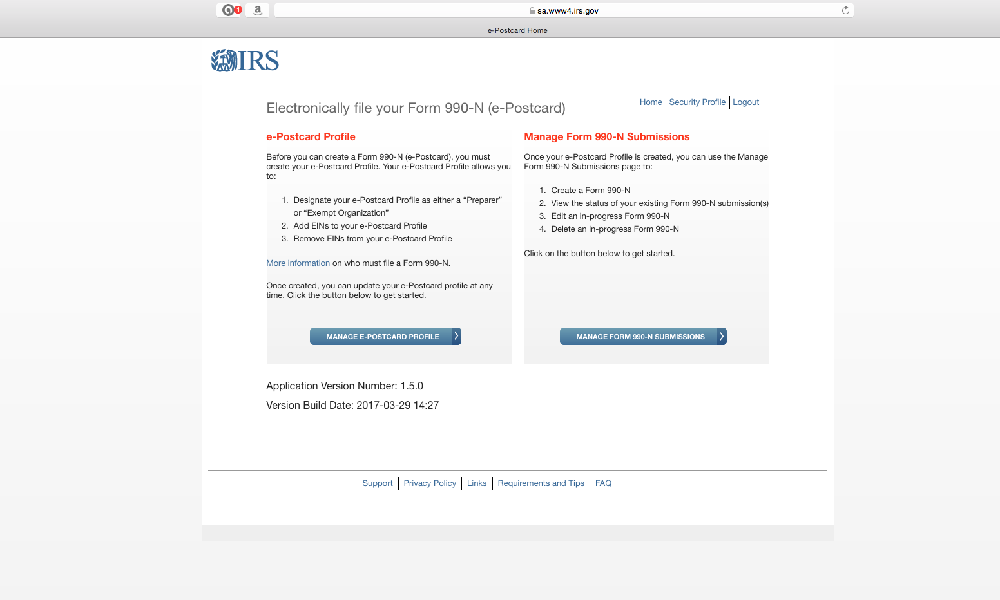 1
a
sa.www4.irs.gov
e-Postcard Home
IRS
Home
Security Profile
Logout
Electronically file your Form 990-N (e-Postcard)
e-Postcard Profile
Before you can create a Form 990-N (e-Postcard), you must
create your e-Postcard Profile. Your e-Postcard Profile allows you
to:
1. Designate your e-Postcard Profile as either a “Preparer”
or “Exempt Organization”
2. Add EINs to your e-Postcard Profile
3. Remove EINs from your e-Postcard Profile
More information on who must file a Form 990-N.
Once created, you can update your e-Postcard profile at any
time. Click the button below to get started.
MANAGE E-POSTCARD PROFILE
Manage Form 990-N Submissions
Once your e-Postcard Profile is created, you can use the Manage
Form 990-N Submissions page to:
1. Create a Form 990-N
2. View the status of your existing Form 990-N submission(s)
3. Edit an in-progress Form 990-N
4. Delete an in-progress Form 990-N
Click on the button below to get started.
MANAGE FORM 990-N SUBMISSIONS
Application Version Number: 1.5.0
Version Build Date: 2017-03-29 14:27
Support
Privacy Policy
Links
Requirements and Tips
FAQ